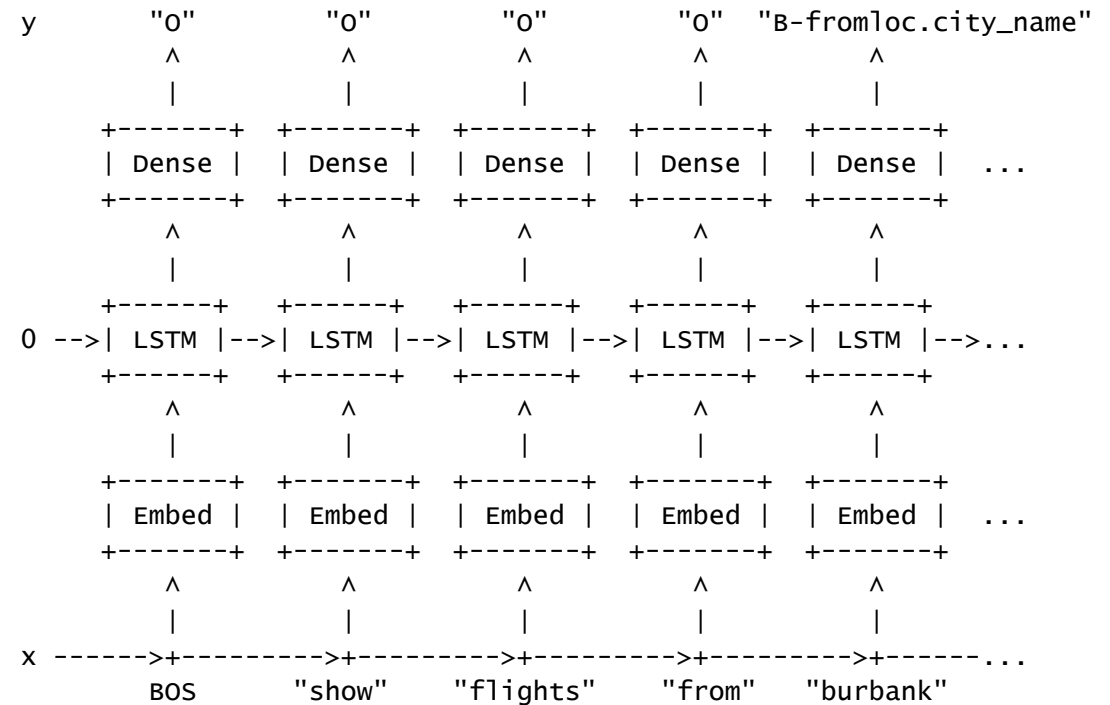 y "O" "O" "O" "O" "B-fromloc.city_name"
^ ^ ^ ^ ^
| | | | |
+-------+ +-------+ +-------+ +-------+ +-------+
| Dense | | Dense | | Dense | | Dense | | Dense | ...
+-------+ +-------+ +-------+ +-------+ +-------+
^ ^ ^ ^ ^
| | | | |
+------+ +------+ +------+ +------+ +------+
O -->| LSTM |-->| LSTM |-->| LSTM |-->| LSTM |-->| LSTM |-->...
+------+ +------+ +------+ +------+ +------+
^ ^ ^ ^ ^
| | | | |
+-------+ +-------+ +-------+ +-------+ +-------+
| Embed | | Embed | | Embed | | Embed | | Embed | ...
+-------+ +-------+ +-------+ +-------+ +-------+
^ ^ ^ ^ ^
| | | | |
x ------>+--------->+--------->+--------->+--------->+------...
BOS "show" "flights" "from" "burbank"